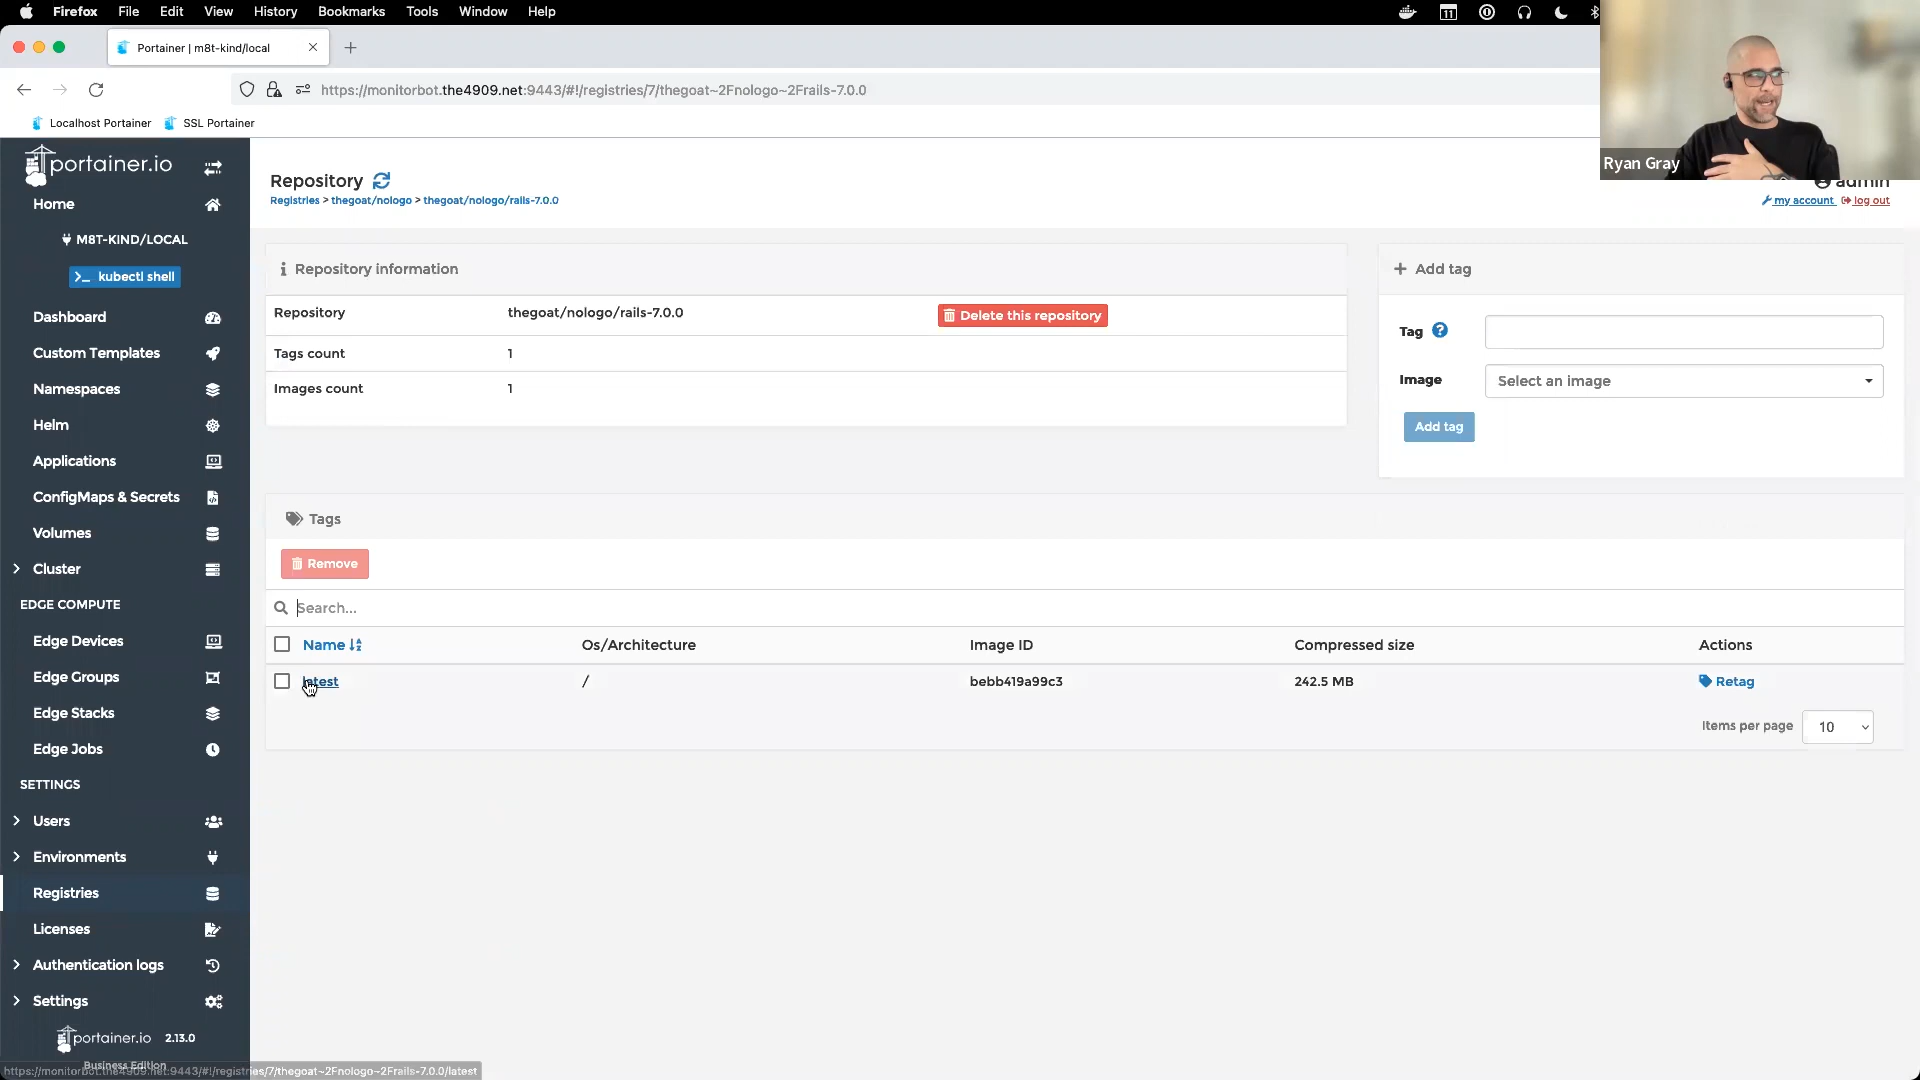 Firefox File Edit View History Bookmarks Tools Window Help
11
Portainer | m8t-kind/local
https://monitorbot.the4909.net:9443/#!/registries/7/thegoat~2Fnologo~2Frails-7.0.0
Localhost Portainer SSL Portainer
Ryan Gray
portainer.io
Home
M8T-KIND/LOCAL
>_ kubectl shell
Dashboard
Custom Templates
Namespaces
Helm
Applications
ConfigMaps & Secrets
Volumes
Cluster
EDGE COMPUTE
Edge Devices
Edge Groups
Edge Stacks
Edge Jobs
SETTINGS
Users
Environments
Registries
Licenses
Authentication logs
Settings
portainer.io 2.13.0
Business Edition
https://monitorbot.the4909.net:9443/#!/registries/7/thegoat~2Fnologo~2Frails-7.0.0/latest
Repository
admin
Registries > thegoat/nologo > thegoat/nologo/rails-7.0.0
my account log out
Repository information
Repository thegoat/nologo/rails-7.0.0 Delete this repository
Tags count 1
Images count 1
+ Add tag
Tag ?
Image Select an image
Add tag
Tags
Remove
Search...
Name Os/Architecture Image ID Compressed size Actions
latest / bebb419a99c3 242.5 MB Retag
Items per page 10